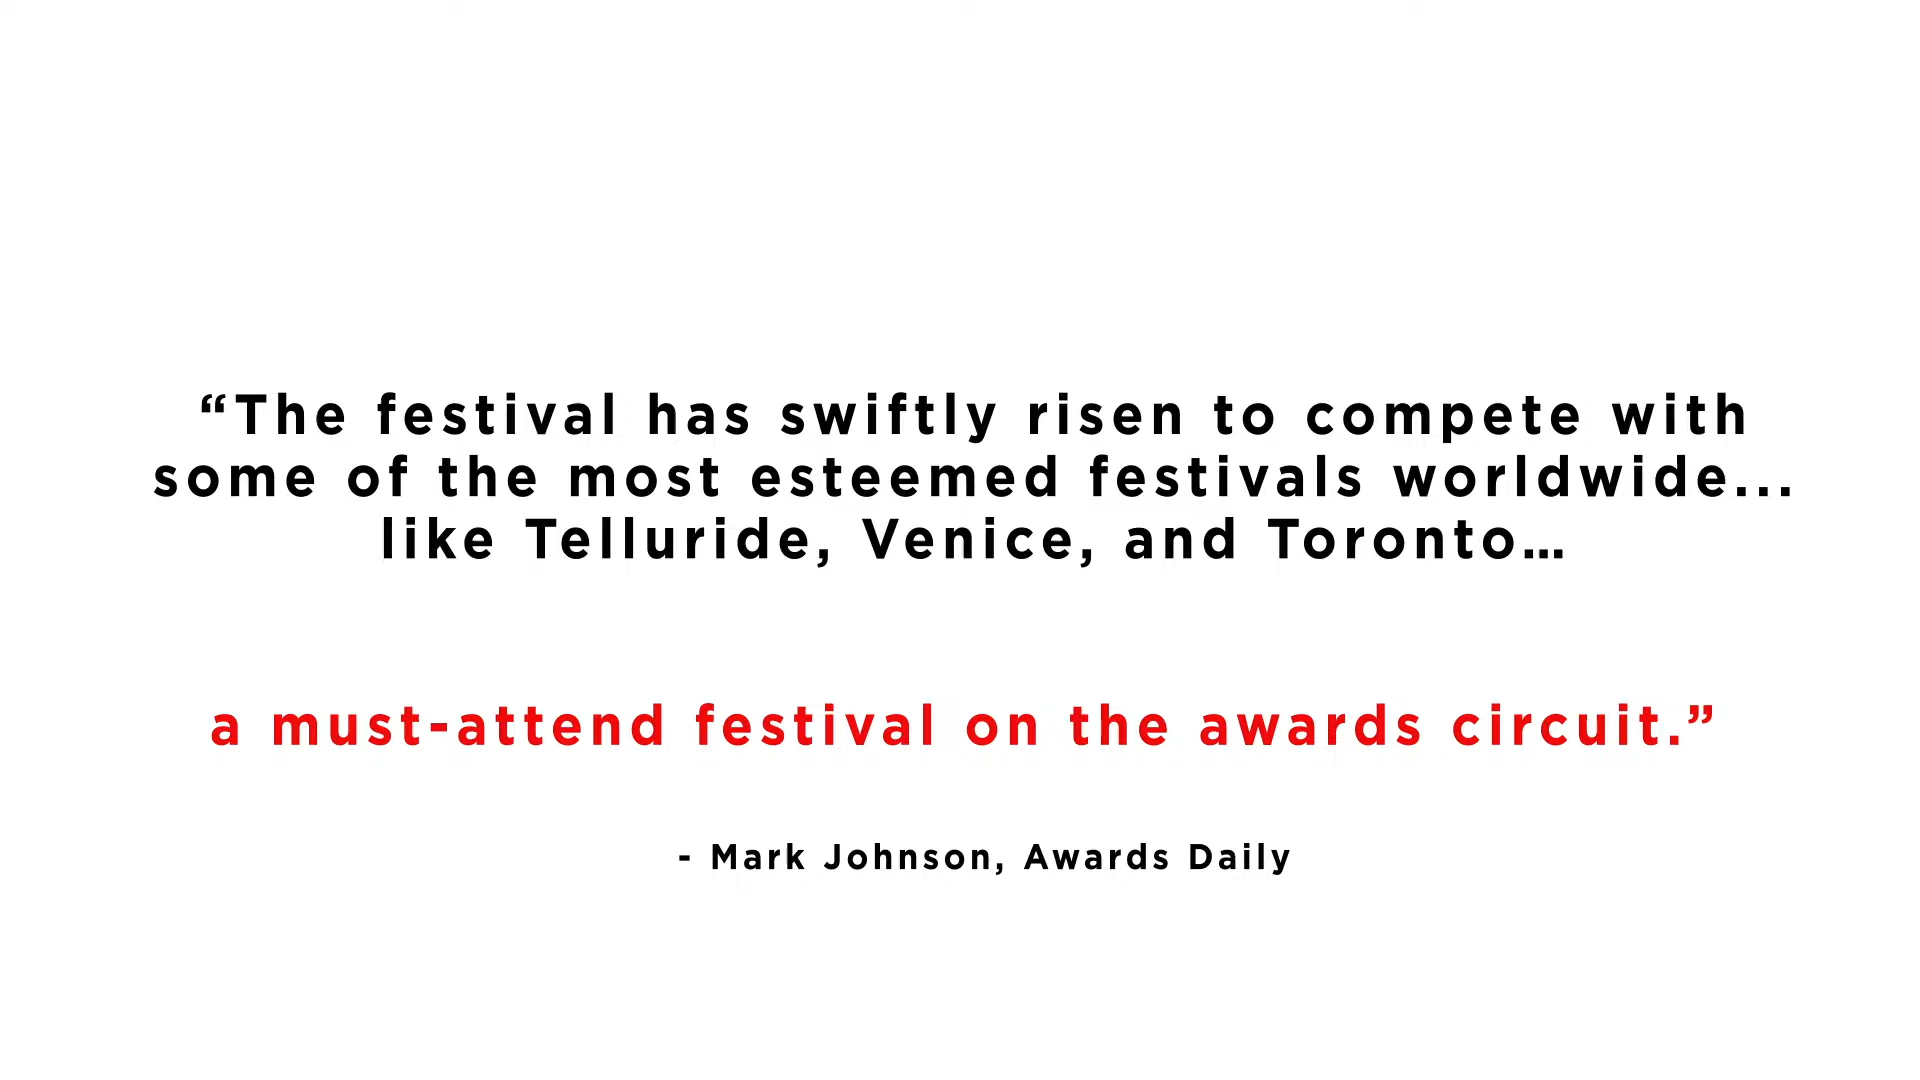 “The festival has swiftly risen to compete with
some of the most esteemed festivals worldwide...
like Telluride, Venice, and Toronto…
a must-attend festival on the awards circuit.”
- Mark Johnson, Awards Daily